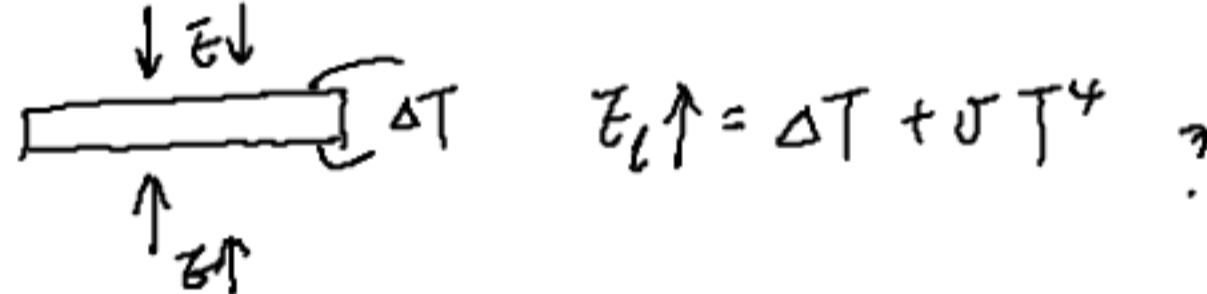 ↓ E↓
ΔT
E↑
E_L↑ = ΔT + σT⁴ ?